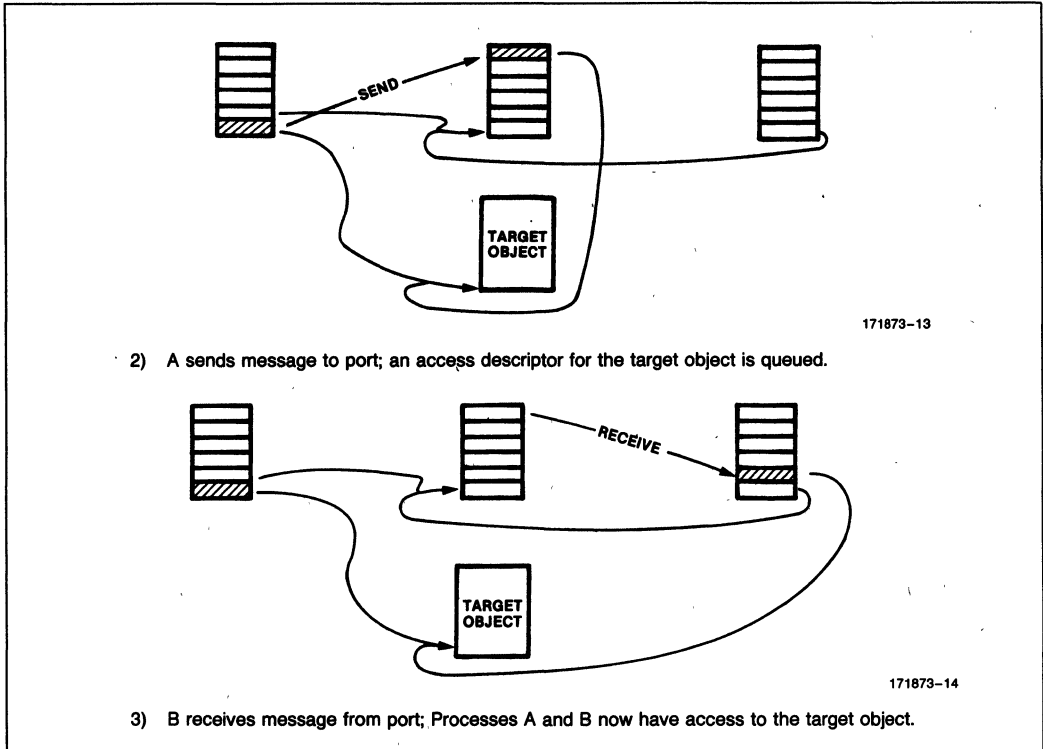 SEND
TARGET
OBJECT
171873–13
2) A sends message to port; an access descriptor for the target object is queued.
RECEIVE
TARGET
OBJECT
171873–14
3) B receives message from port; Processes A and B now have access to the target object.